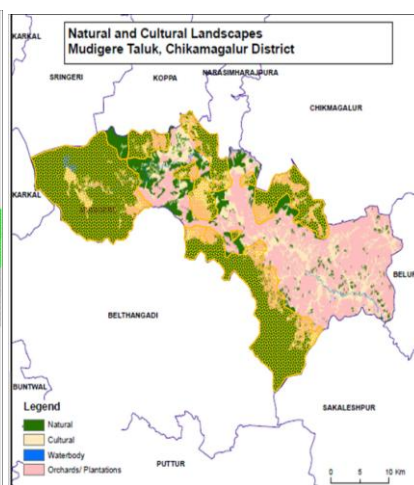 Natural and Cultural Landscapes
Mudigere Taluk, Chikamagalur District
KARKAL
SRINGERI
KOPPA
NARASIMHARAJPURA
CHIKMAGALUR
KARKAL
BELUR
BELTHANGADI
BUNTWAL
SAKALESHPUR
PUTTUR
Legend
Natural
Cultural
Waterbody
Orchards/ Plantations
0 5 10 Km